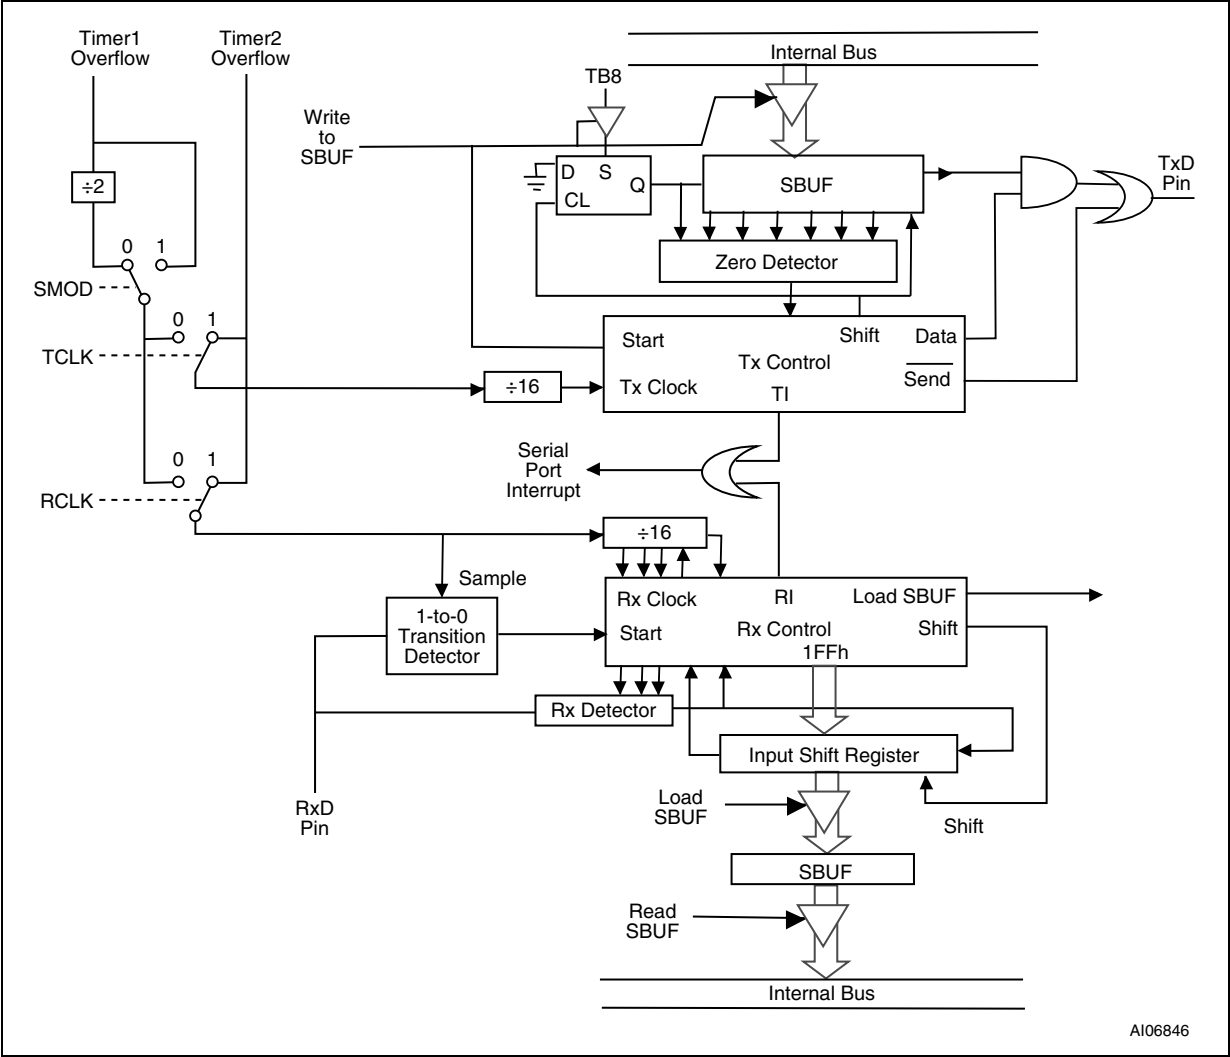 Timer1
Overflow
Timer2
Overflow
Internal Bus
TB8
Write
to
SBUF
÷2
D
S
Q
CL
SBUF
TxD
Pin
0 1
SMOD
Zero Detector
0 1
TCLK
Start
Shift
Data
Tx Control
Send
÷16
Tx Clock
TI
Serial
Port
Interrupt
0 1
RCLK
÷16
Sample
1-to-0
Transition
Detector
Rx Clock
RI
Load SBUF
Start
Rx Control
Shift
1FFh
Rx Detector
Input Shift Register
RxD
Pin
Load
SBUF
Shift
SBUF
Read
SBUF
Internal Bus
AI06846